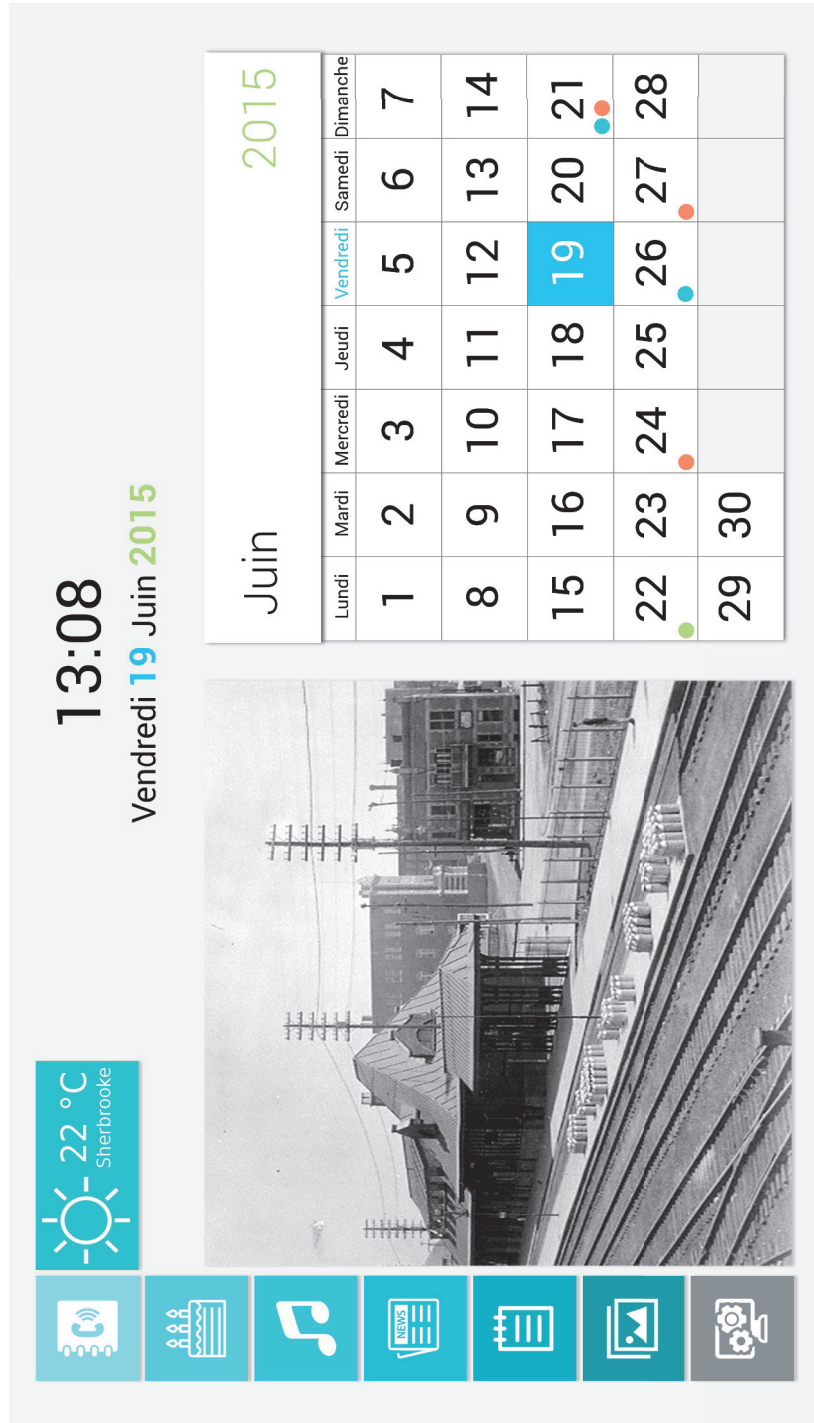 22 °C
Sherbrooke
13:08
Vendredi 19 Juin 2015
NEWS
Juin 2015
Lundi Mardi Mercredi Jeudi Vendredi Samedi Dimanche
1 2 3 4 5 6 7
8 9 10 11 12 13 14
15 16 17 18 19 20 21
22 23 24 25 26 27 28
29 30